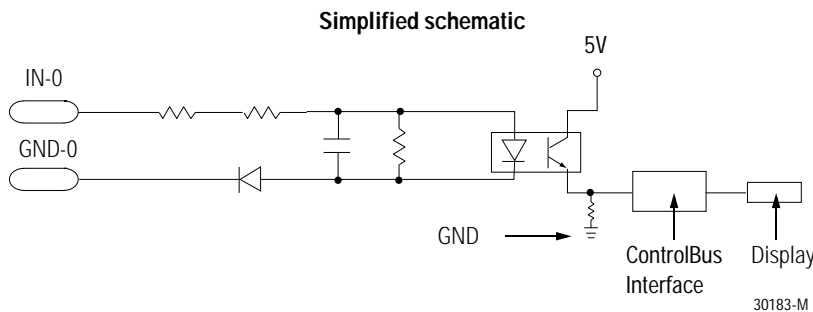 Simplified schematic
5V
IN-0
GND-0
GND
ControlBus
Interface
Display
30183-M